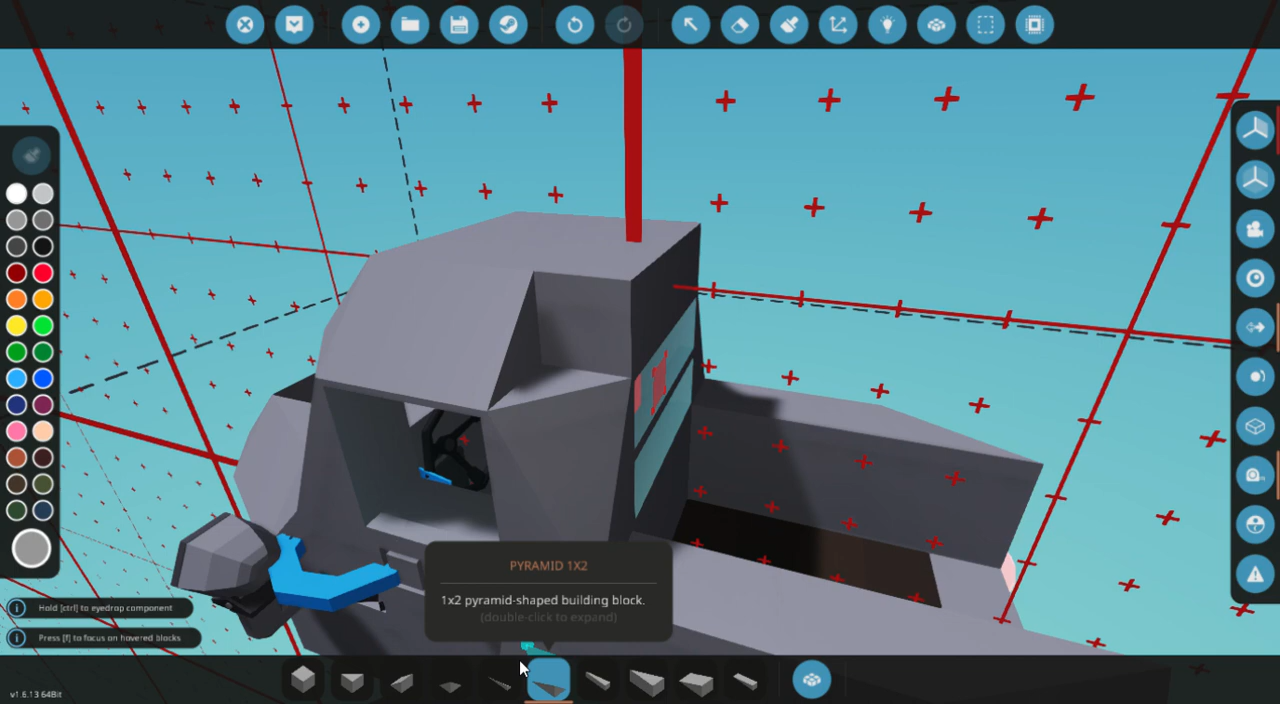 Hold [ctrl] to eyedrop component
Press [f] to focus on hovered blocks
PYRAMID 1X2
1x2 pyramid-shaped building block.
(double-click to expand)
v1.6.13 64Bit